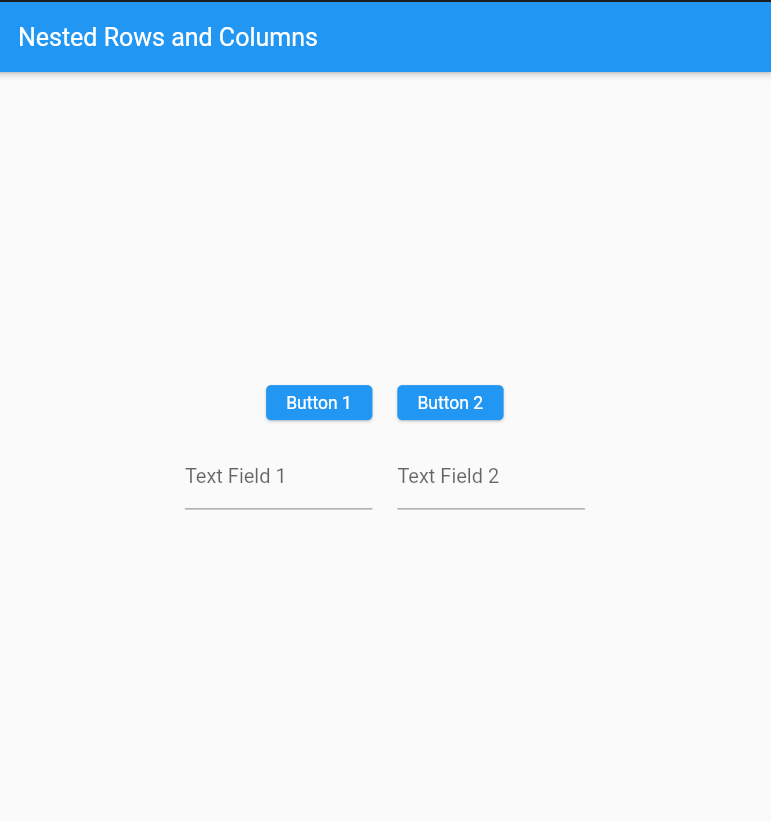 Nested Rows and Columns
Button 1 Button 2
Text Field 1 Text Field 2